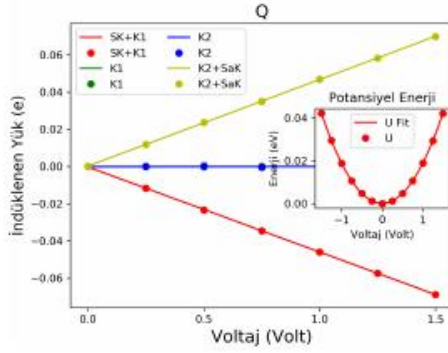 Q
SK+K1
SK+K1
K1
K1
K2
K2
K2+SaK
K2+SaK
İndüklenen Yük (e)
0.06
0.04
0.02
0.00
−0.02
−0.04
−0.06
0.0
0.5
1.0
1.5
Voltaj (Volt)
Potansiyel Enerji
U Fit
U
Enerji (eV)
0.04
0.02
0.00
−1
0
1
Voltaj (Volt)